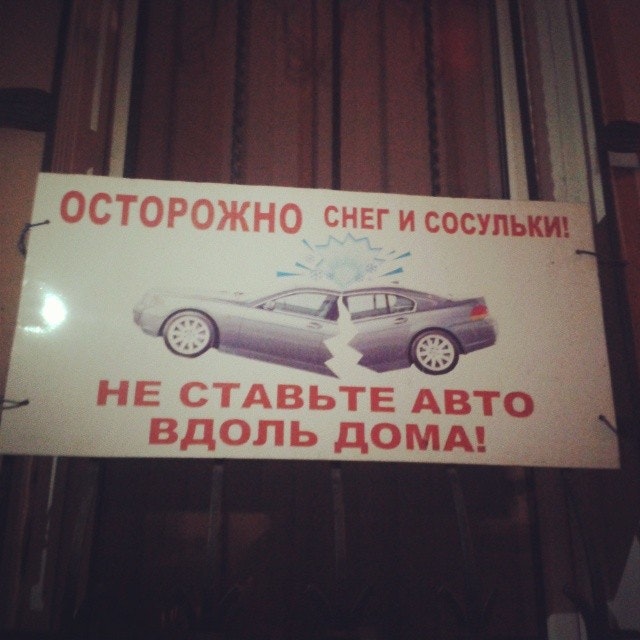 ОСТОРОЖНО СНЕГ И СОСУЛЬКИ!
НЕ СТАВЬТЕ АВТО
ВДОЛЬ ДОМА!